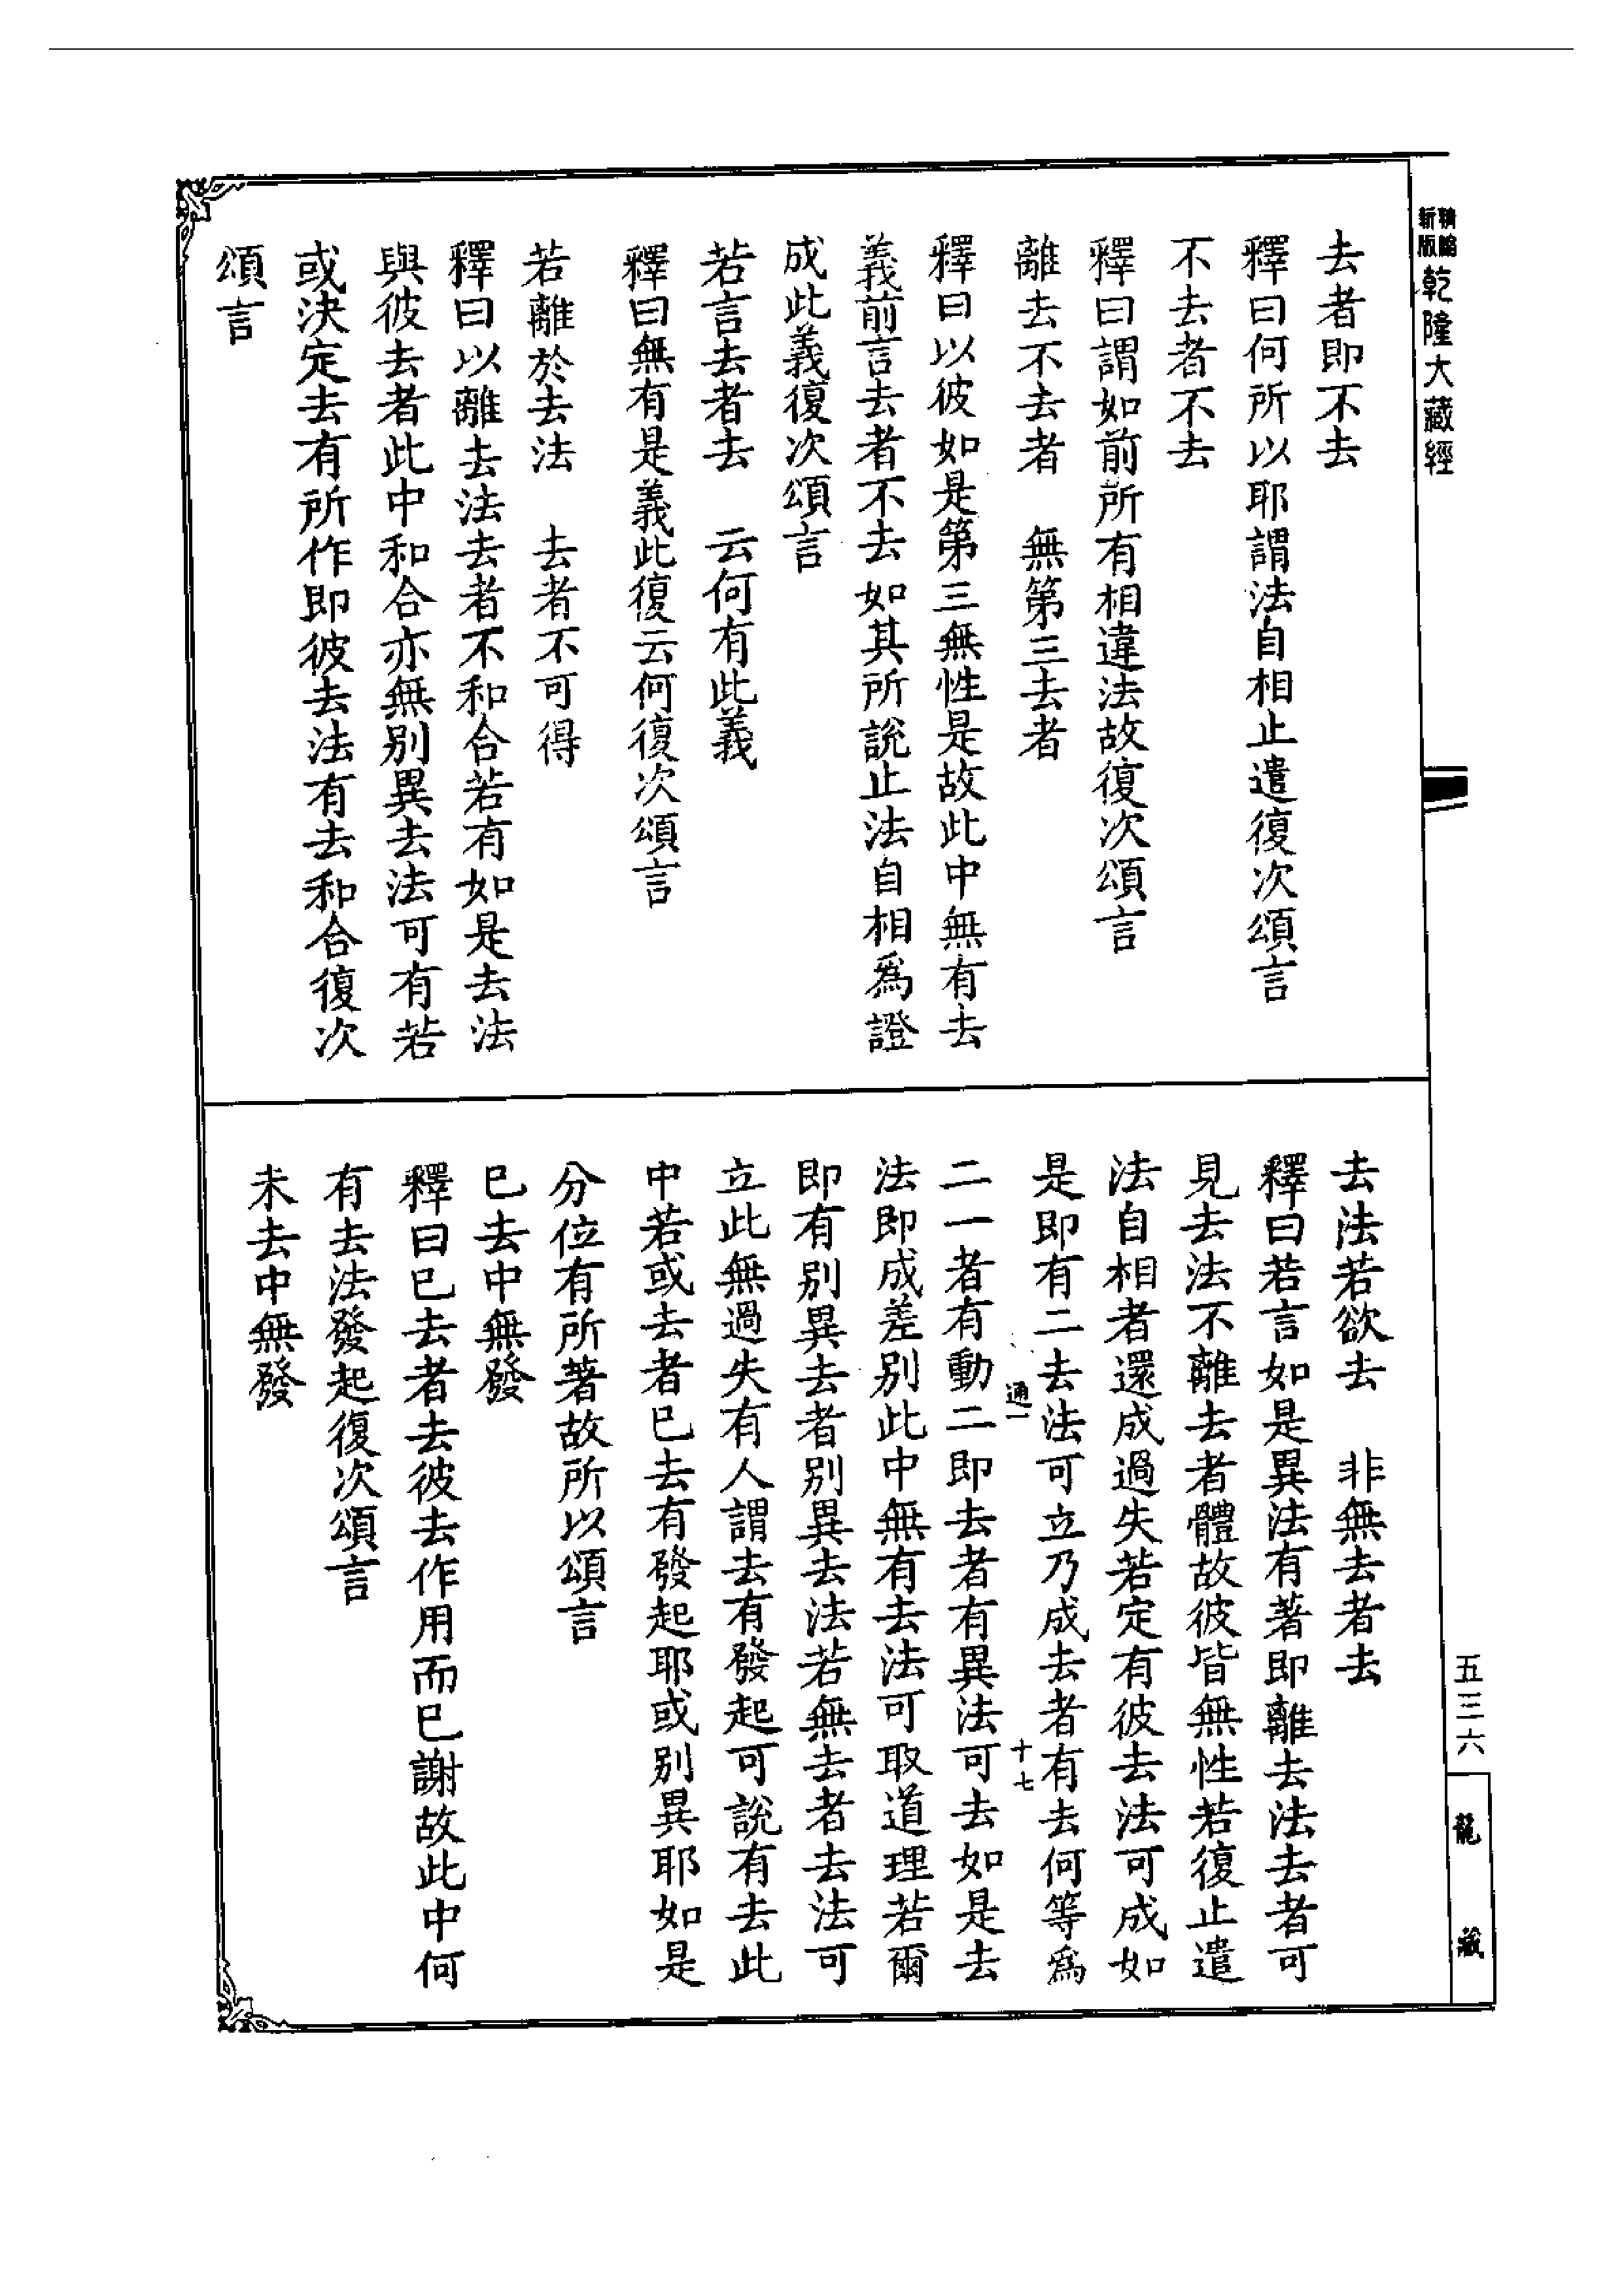 精編新版
乾隆大藏經
去者即不去
釋曰何所以耶謂法自相止遣復次頌言
不去者不去
釋曰謂如前所有相違法故復次頌言
離去不去者　無第三去者
釋曰以彼如是第三無性是故此中無有去
義前言去者不去如其所說止法自相爲證
成此義復次頌言
若言去者去　云何有此義
釋曰無有是義此復云何復次頌言
若離於去法　去者不可得
釋曰以離去法去者不和合若有如是去法
與彼去者此中和合亦無別異去法可有若
或決定去有所作即彼去法有去和合復次
頌言
去法若欲去　非無去者去
釋曰若言如是異法有著即離去法去者可
見去法不離去者體故彼皆無性若復止遣
法自相者還成過失若定有彼去法可成如
是即有二去法可立乃成去者有去何等爲
通一
十七
二一者有動二即去者有異法可去如是去
法即成差別此中無有去法可取道理若爾
即有別異去者別異去法若無去者去法可
立此無過失有人謂去有發起可說有去此
中若或去者已去有發起耶或別異耶如是
分位有所著故所以頌言
已去中無發
釋曰已去者去彼去作用而已謝故此中何
有去法發起復次頌言
未去中無發
五三六
龍藏